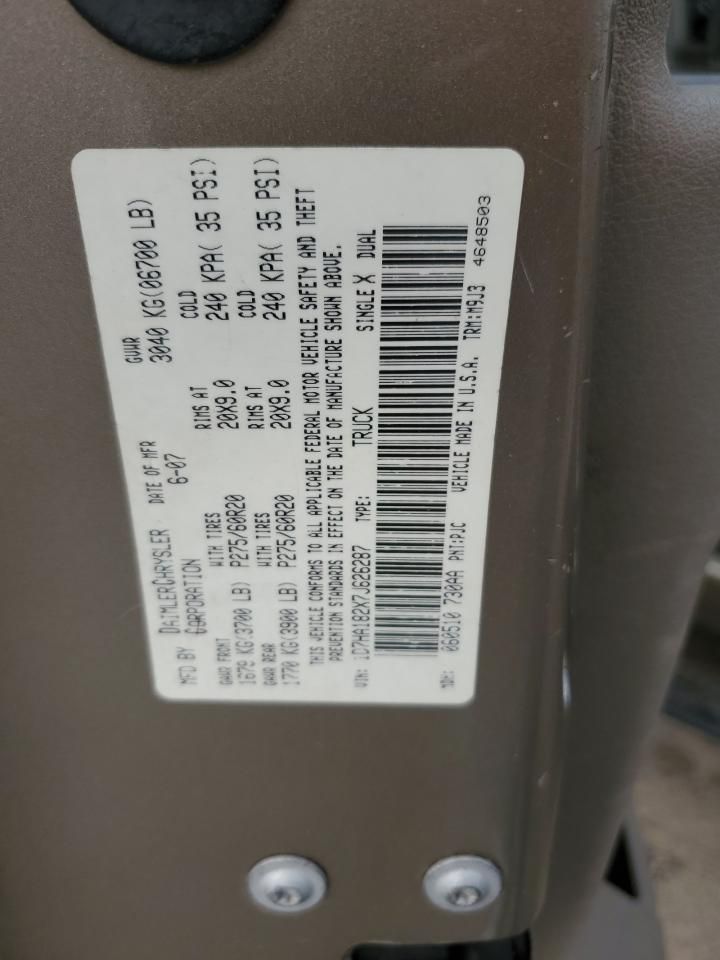 MFD BY DAIMLERCHRYSLER CORPORATION DATE OF MFR 6-07 GVWR 3040 KG(06700 LB)
GAWR FRONT WITH TIRES RIMS AT COLD
KG(3700 LB) P275/60R20 20X9.0 240 KPA( 35 PSI)
GAWR REAR WITH TIRES RIMS AT COLD
1770 KG(3900 LB) P275/60R20 20X9.0 240 KPA( 35 PSI)
THIS VEHICLE CONFORMS TO ALL APPLICABLE FEDERAL MOTOR VEHICLE SAFETY AND THEFT
PREVENTION STANDARDS IN EFFECT ON THE DATE OF MANUFACTURE SHOWN ABOVE.
VIN: 1D7HA182X7J626287 TYPE: TRUCK SINGLE X DUAL
MDH: 060510 730AA PNT:PJC VEHICLE MADE IN U.S.A. TRM:M9J3 4648503